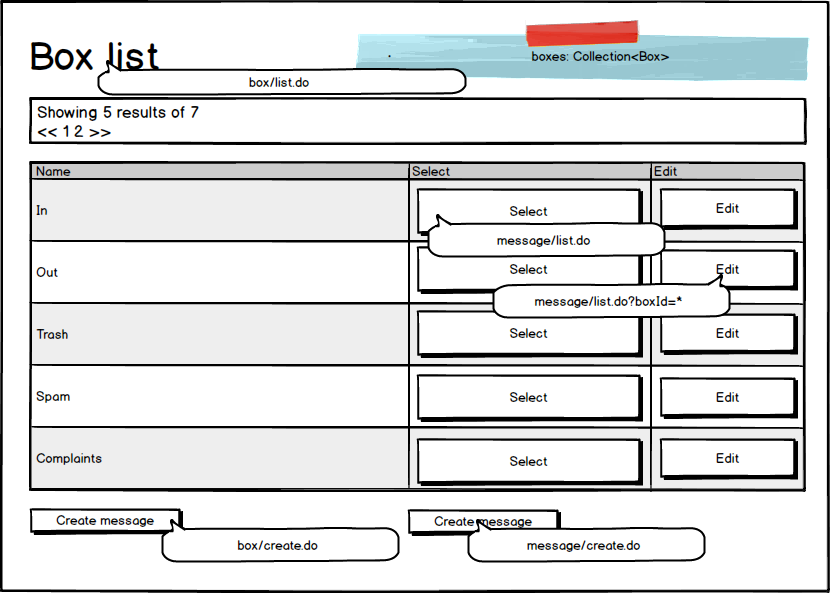 Box list
boxes: Collection<Box>
box/list.do
Showing 5 results of 7
<< 1 2 >>
Name Select Edit
In Select Edit
message/list.do
Out Select Edit
message/list.do?boxId=*
Trash Select Edit
Spam Select Edit
Complaints Select Edit
Create message Create message
box/create.do message/create.do